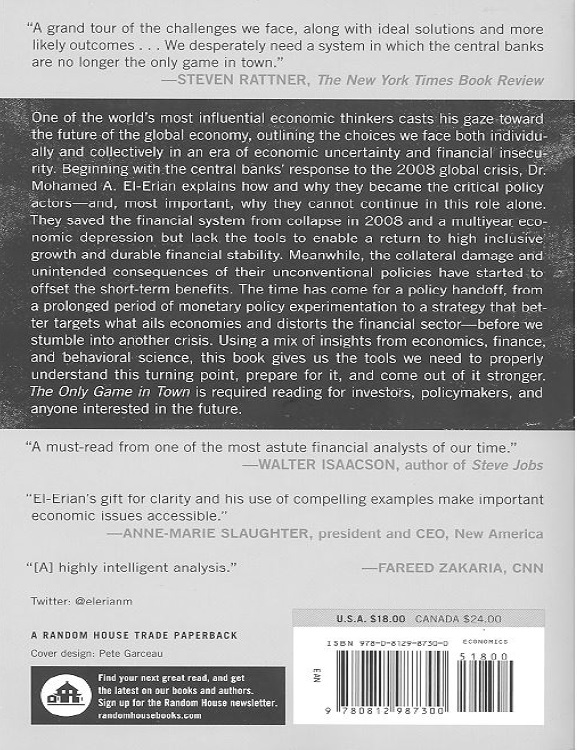 “A grand tour of the challenges we face, along with ideal solutions and more
likely outcomes . . . We desperately need a system in which the central banks
are no longer the only game in town.”
—STEVEN RATTNER, The New York Times Book Review
One of the world’s most influential economic thinkers casts his gaze toward
the future of the global economy, outlining the choices we face both individu-
ally and collectively in an era of economic uncertainty and financial insecu-
rity. Beginning with the central banks’ response to the 2008 global crisis, Dr.
Mohamed A. El-Erian explains how and why they became the critical policy
actors—and, most important, why they cannot continue in this role alone.
They saved the financial system from collapse in 2008 and a multiyear eco-
nomic depression but lack the tools to enable a return to high inclusive
growth and durable financial stability. Meanwhile, the collateral damage and
unintended consequences of their unconventional policies have started to
offset the short-term benefits. The time has come for a policy handoff, from
a prolonged period of monetary policy experimentation to a strategy that bet-
ter targets what ails economies and distorts the financial sector—before we
stumble into another crisis. Using a mix of insights from economics, finance,
and behavioral science, this book gives us the tools we need to properly
understand this turning point, prepare for it, and come out of it stronger.
The Only Game in Town is required reading for investors, policymakers, and
anyone interested in the future.
“A must-read from one of the most astute financial analysts of our time.”
—WALTER ISAACSON, author of Steve Jobs
“El-Erian’s gift for clarity and his use of compelling examples make important
economic issues accessible.”
—ANNE-MARIE SLAUGHTER, president and CEO, New America
“[A] highly intelligent analysis.” —FAREED ZAKARIA, CNN
Twitter: @elerianm
A RANDOM HOUSE TRADE PAPERBACK
Cover design: Pete Garceau
Find your next great read, and get
the latest on our books and authors.
Sign up for the Random House newsletter.
randomhousebooks.com
U.S.A. $18.00 CANADA $24.00
ISBN 978-0-8129-8730-0 ECONOMICS
51800
EAN
9 780812 987300